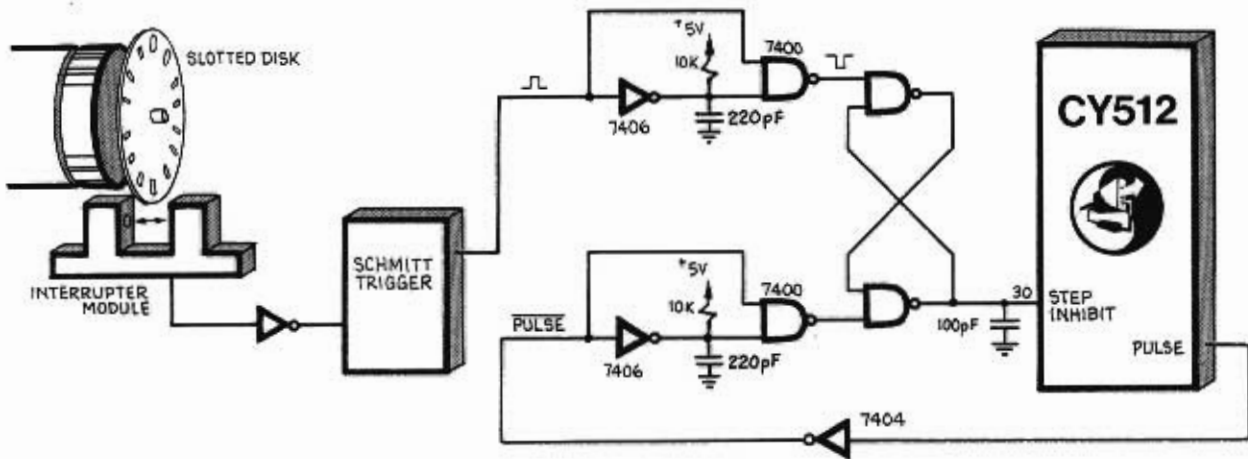 SLOTTED DISK
INTERRUPTER
MODULE
SCHMITT
TRIGGER
+5V
10K
7406
220pF
7400
+5V
10K
PULSE
7406
220pF
7400
7404
100pF
30
CY512
STEP
INHIBIT
PULSE